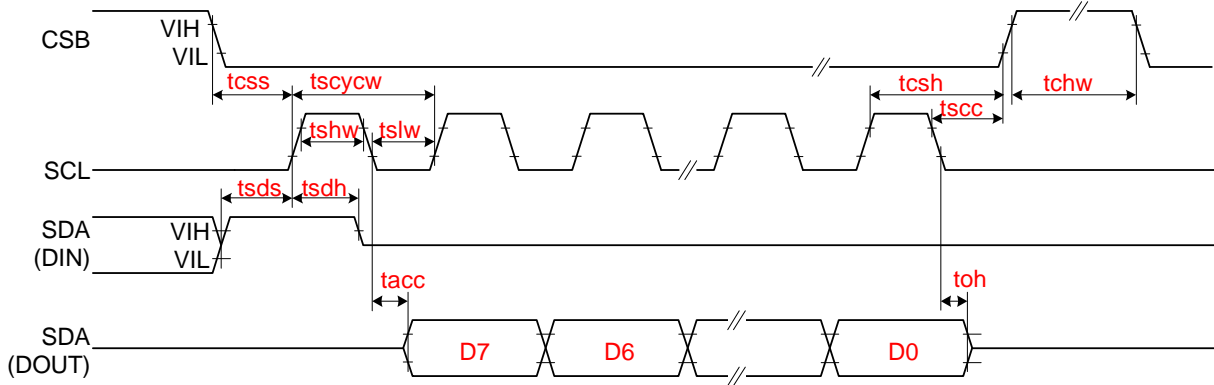 CSB
VIH
VIL
tcss
tscycw
tcsh
tchw
tscc
tshw
tslw
SCL
tsds
tsdh
SDA
(DIN)
VIH
VIL
tacc
toh
SDA
(DOUT)
D7
D6
D0